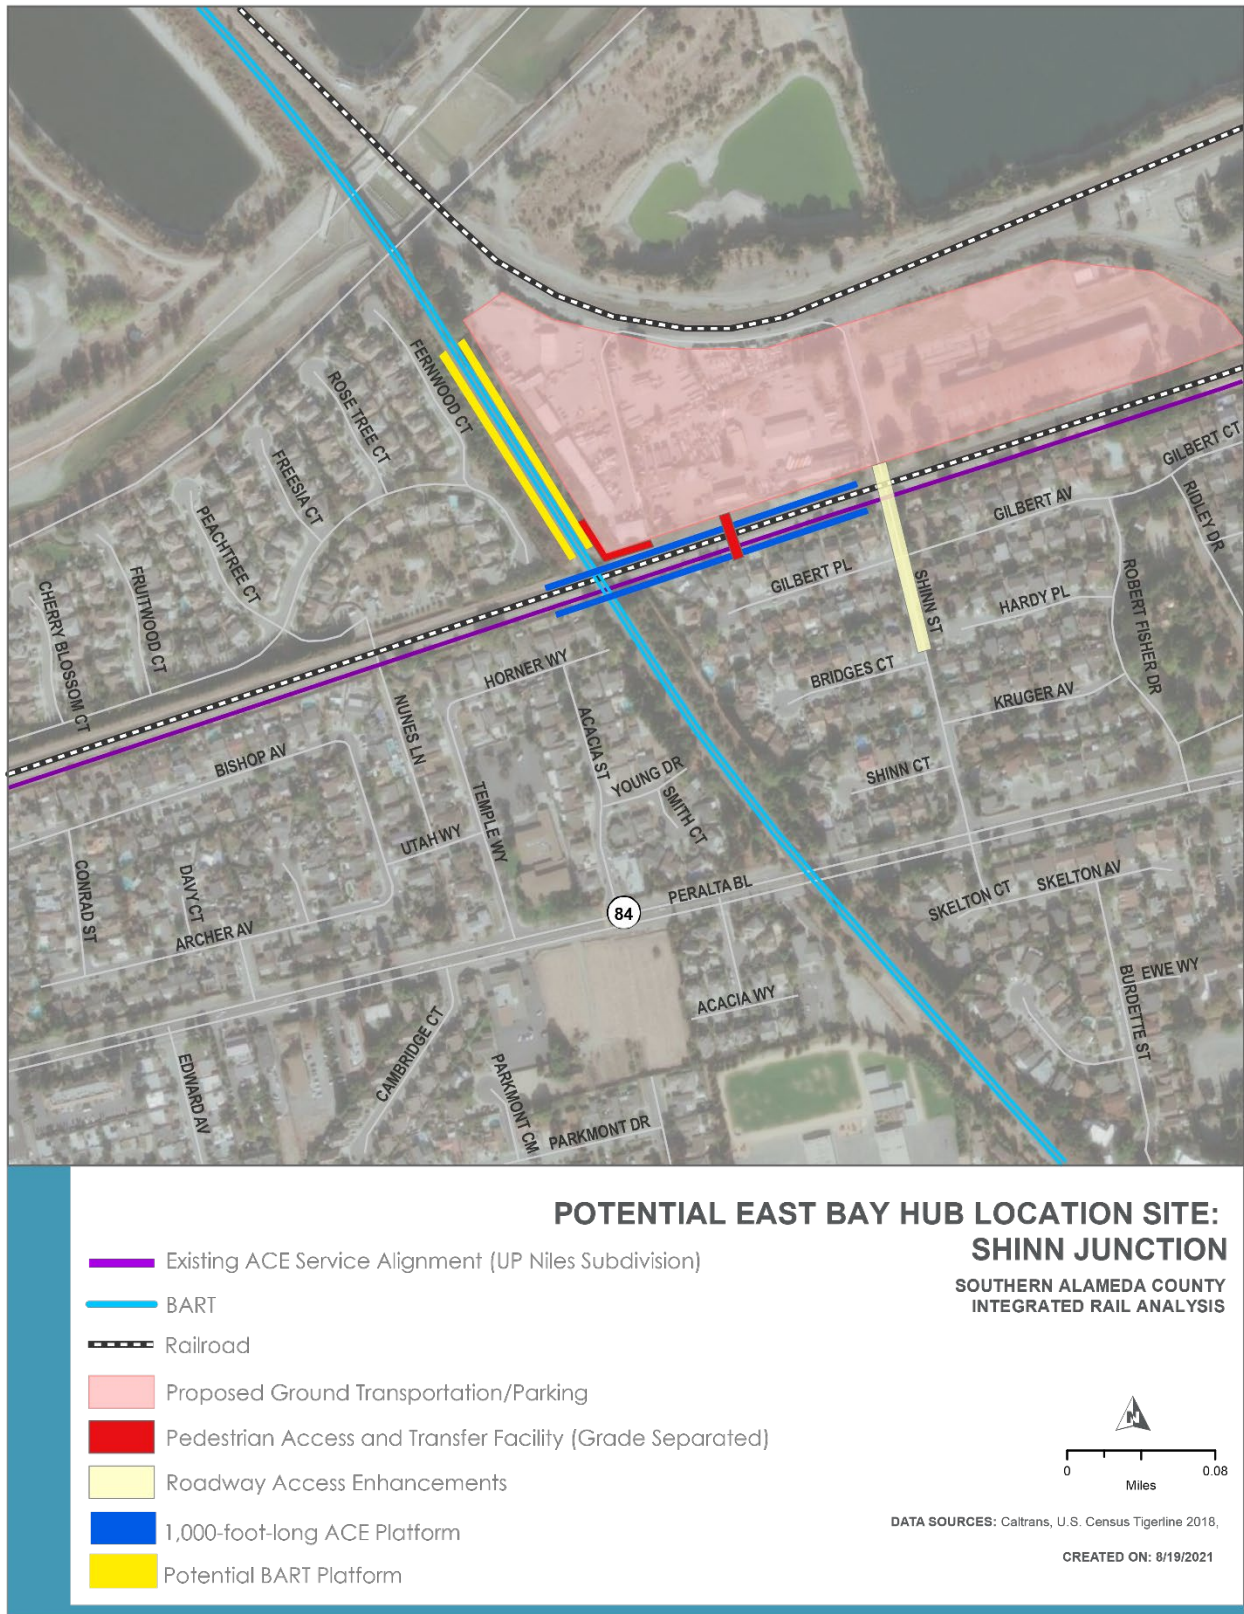 FERNWOOD CT
ROSE TREE CT
FREESIA CT
PEACHTREE CT
FRUITWOOD CT
CHERRY BLOSSOM CT
GILBERT CT
RIDLEY DR
GILBERT AV
GILBERT PL
SHINN ST
HARDY PL
ROBERT FISHER DR
BRIDGES CT
KRUGER AV
HORNER WY
NUNES LN
ACACIA ST
BISHOP AV
YOUNG DR
SMITH CT
SHINN CT
TEMPLE WY
UTAH WY
CONRAD ST
DAVY CT
ARCHER AV
PERALTA BL
84
SKELTON CT
SKELTON AV
EWE WY
BURDETTE ST
ACACIA WY
CAMBRIDGE CT
EDWARD AV
PARKMONT CM
PARKMONT DR
POTENTIAL EAST BAY HUB LOCATION SITE:
SHINN JUNCTION
SOUTHERN ALAMEDA COUNTY
INTEGRATED RAIL ANALYSIS
Existing ACE Service Alignment (UP Niles Subdivision)
BART
Railroad
Proposed Ground Transportation/Parking
Pedestrian Access and Transfer Facility (Grade Separated)
Roadway Access Enhancements
1,000-foot-long ACE Platform
Potential BART Platform
N
0 0.08
Miles
DATA SOURCES: Caltrans, U.S. Census Tigerline 2018,
CREATED ON: 8/19/2021